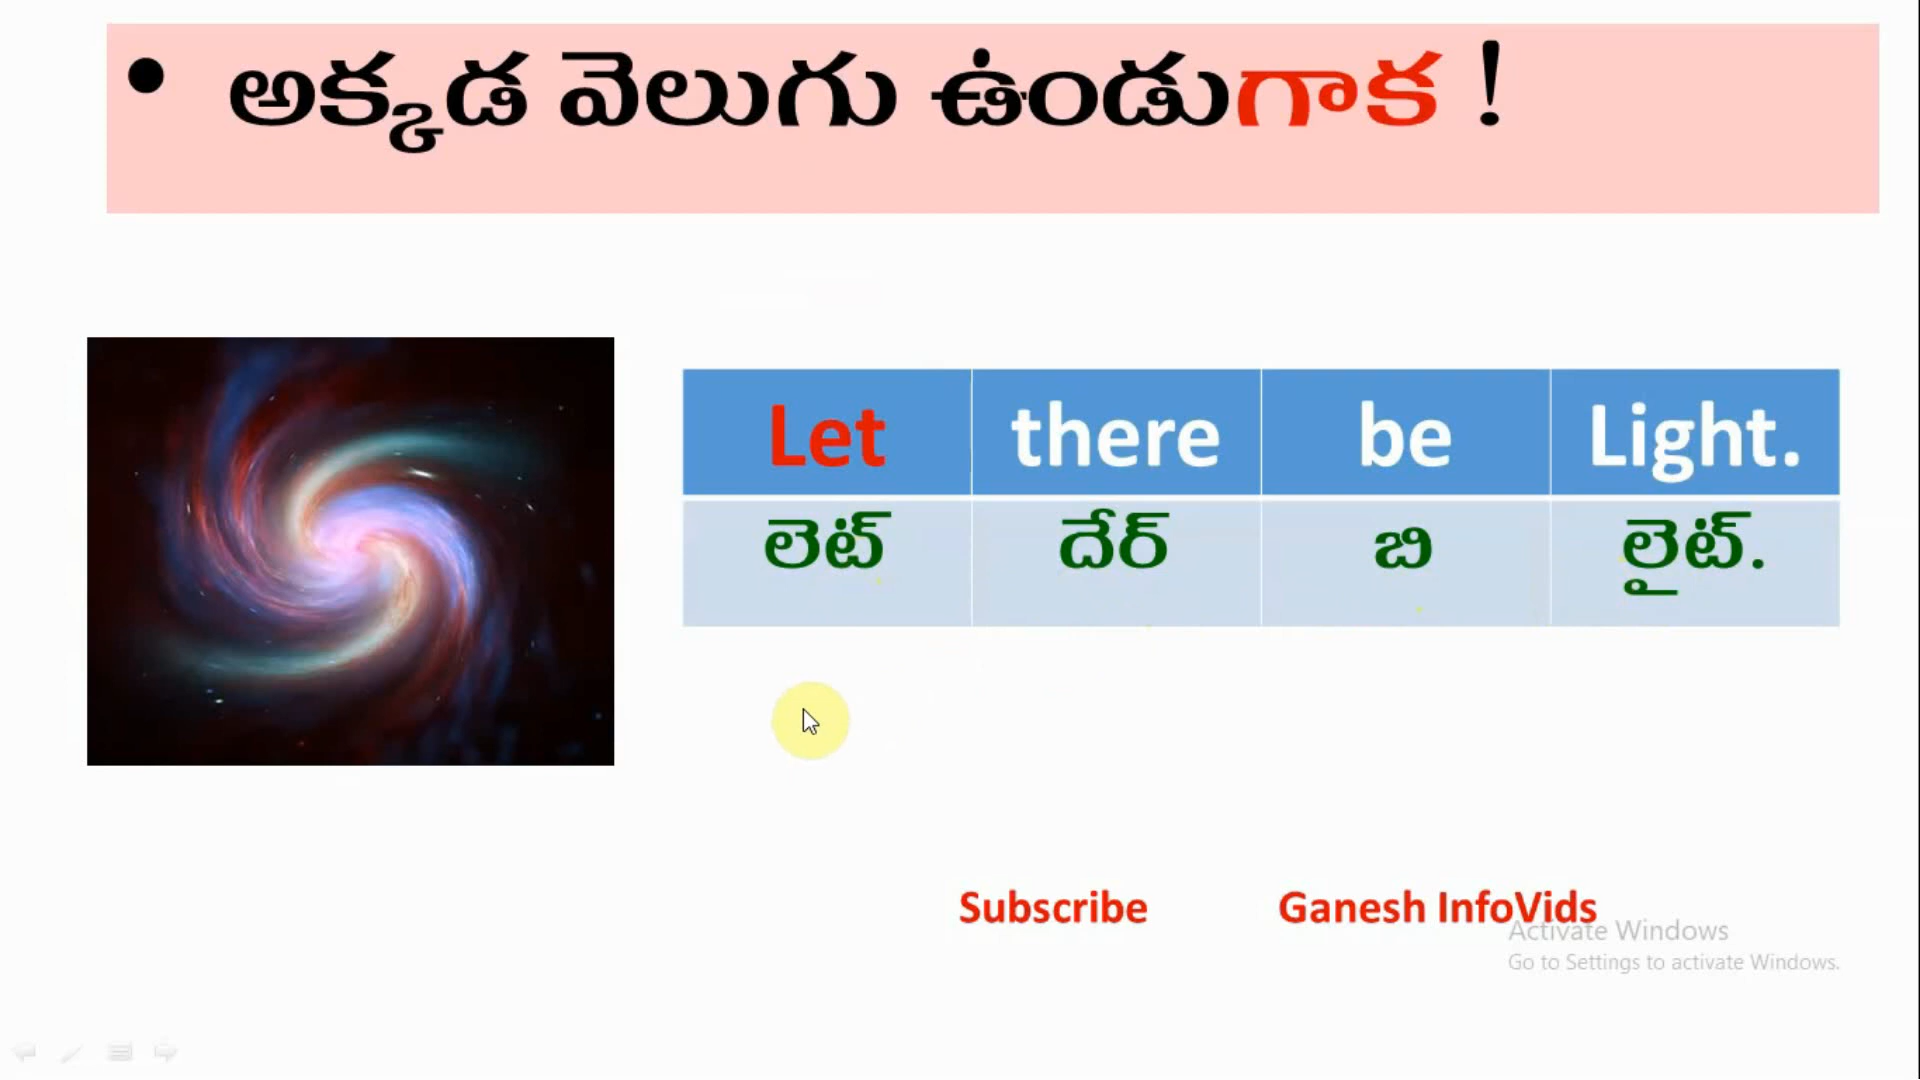 • అక్కడ వెలుగు ఉండుగాక !
Let there be Light.
లెట్ దేర్ బి లైట్.
Subscribe Ganesh InfoVids
Activate Windows
Go to Settings to activate Windows.